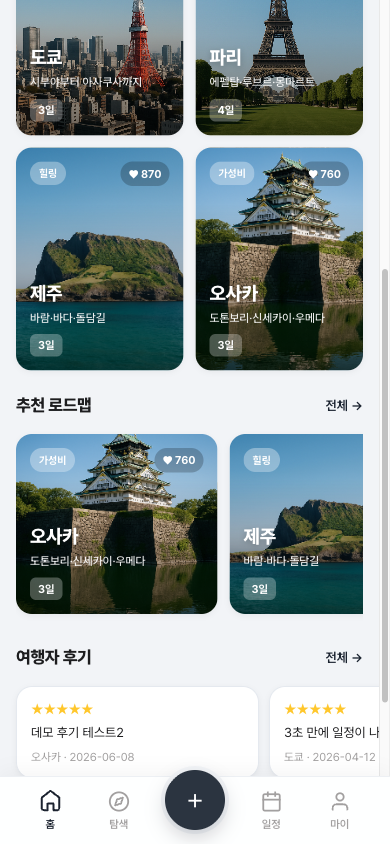 도쿄
시부야부터 아사쿠사까지
3일
파리
에펠탑·루브르·몽마르트
4일
힐링
♥ 870
제주
바람·바다·돌담길
3일
가성비
♥ 760
오사카
도톤보리·신세카이·우메다
3일
추천 로드맵
전체 →
가성비
♥ 760
오사카
도톤보리·신세카이·우메다
3일
힐링
제주
바람·바다·돌담길
3일
여행자 후기
전체 →
★★★★★
데모 후기 테스트2
오사카 · 2026-06-08
★★★★★
3초 만에 일정이 나
도쿄 · 2026-04-12
홈
탐색
+
일정
마이